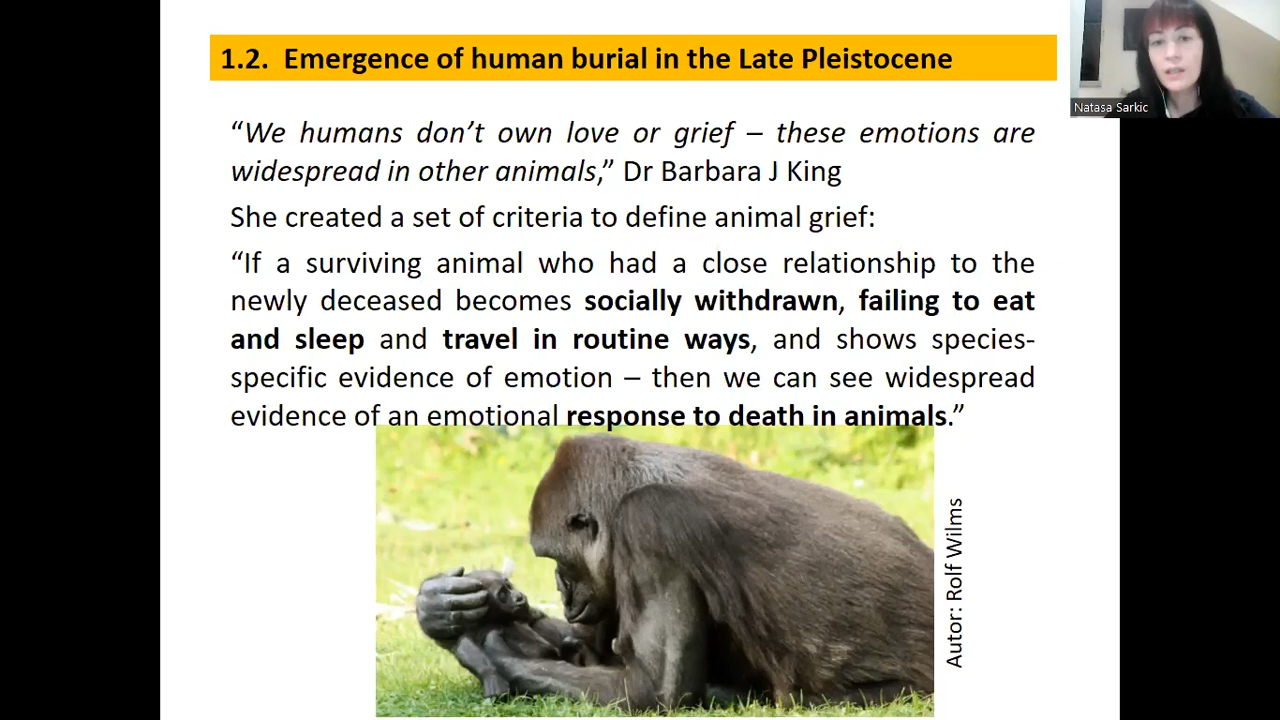 1.2. Emergence of human burial in the Late Pleistocene
Natasa Sarkic
“We humans don’t own love or grief – these emotions are
widespread in other animals,” Dr Barbara J King
She created a set of criteria to define animal grief:
“If a surviving animal who had a close relationship to the
newly deceased becomes socially withdrawn, failing to eat
and sleep and travel in routine ways, and shows species-
specific evidence of emotion – then we can see widespread
evidence of an emotional response to death in animals.”
Autor: Rolf Wilms